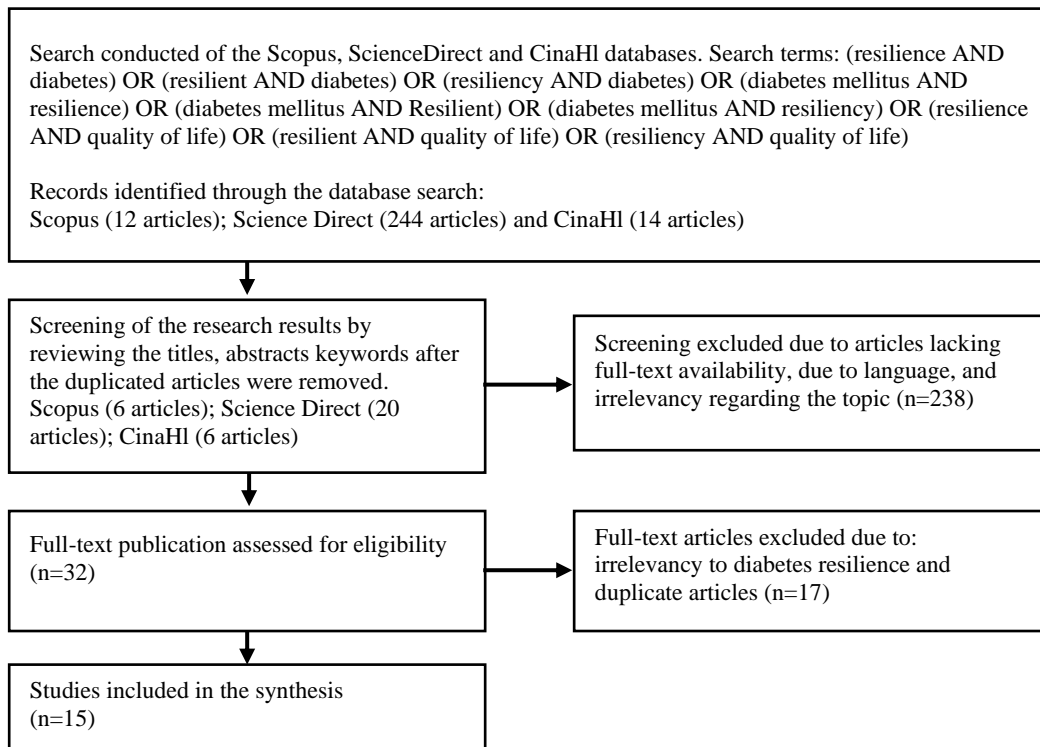 Search conducted of the Scopus, ScienceDirect and CinaHl databases. Search terms: (resilience AND
diabetes) OR (resilient AND diabetes) OR (resiliency AND diabetes) OR (diabetes mellitus AND
resilience) OR (diabetes mellitus AND Resilient) OR (diabetes mellitus AND resiliency) OR (resilience
AND quality of life) OR (resilient AND quality of life) OR (resiliency AND quality of life)
Records identified through the database search:
Scopus (12 articles); Science Direct (244 articles) and CinaHl (14 articles)
Screening of the research results by
reviewing the titles, abstracts keywords after
the duplicated articles were removed.
Scopus (6 articles); Science Direct (20
articles); CinaHl (6 articles)
Screening excluded due to articles lacking
full-text availability, due to language, and
irrelevancy regarding the topic (n=238)
Full-text publication assessed for eligibility
(n=32)
Full-text articles excluded due to:
irrelevancy to diabetes resilience and
duplicate articles (n=17)
Studies included in the synthesis
(n=15)